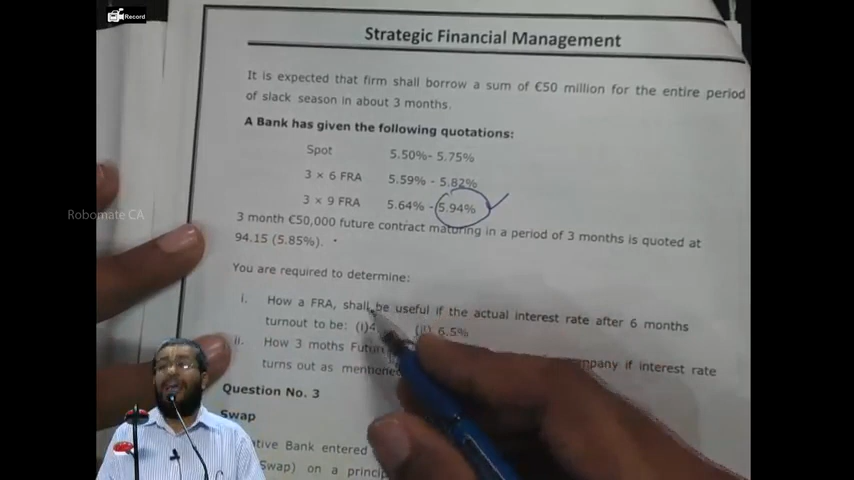 Record
Strategic Financial Management
It is expected that firm shall borrow a sum of €50 million for the entire period
of slack season in about 3 months.
A Bank has given the following quotations:
Spot 5.50%- 5.75%
3 × 6 FRA 5.59% - 5.82%
3 × 9 FRA 5.64% - 5.94%
Robomate CA
3 month €50,000 future contract maturing in a period of 3 months is quoted at
94.15 (5.85%).
You are required to determine:
i. How a FRA, shall be useful if the actual interest rate after 6 months
turnout to be: (i)4 (ii) 6.5%
ii. How 3 moths Future company if interest rate
turns out as mentioned
Question No. 3
Swap
ative Bank entered
Swap) on a princip